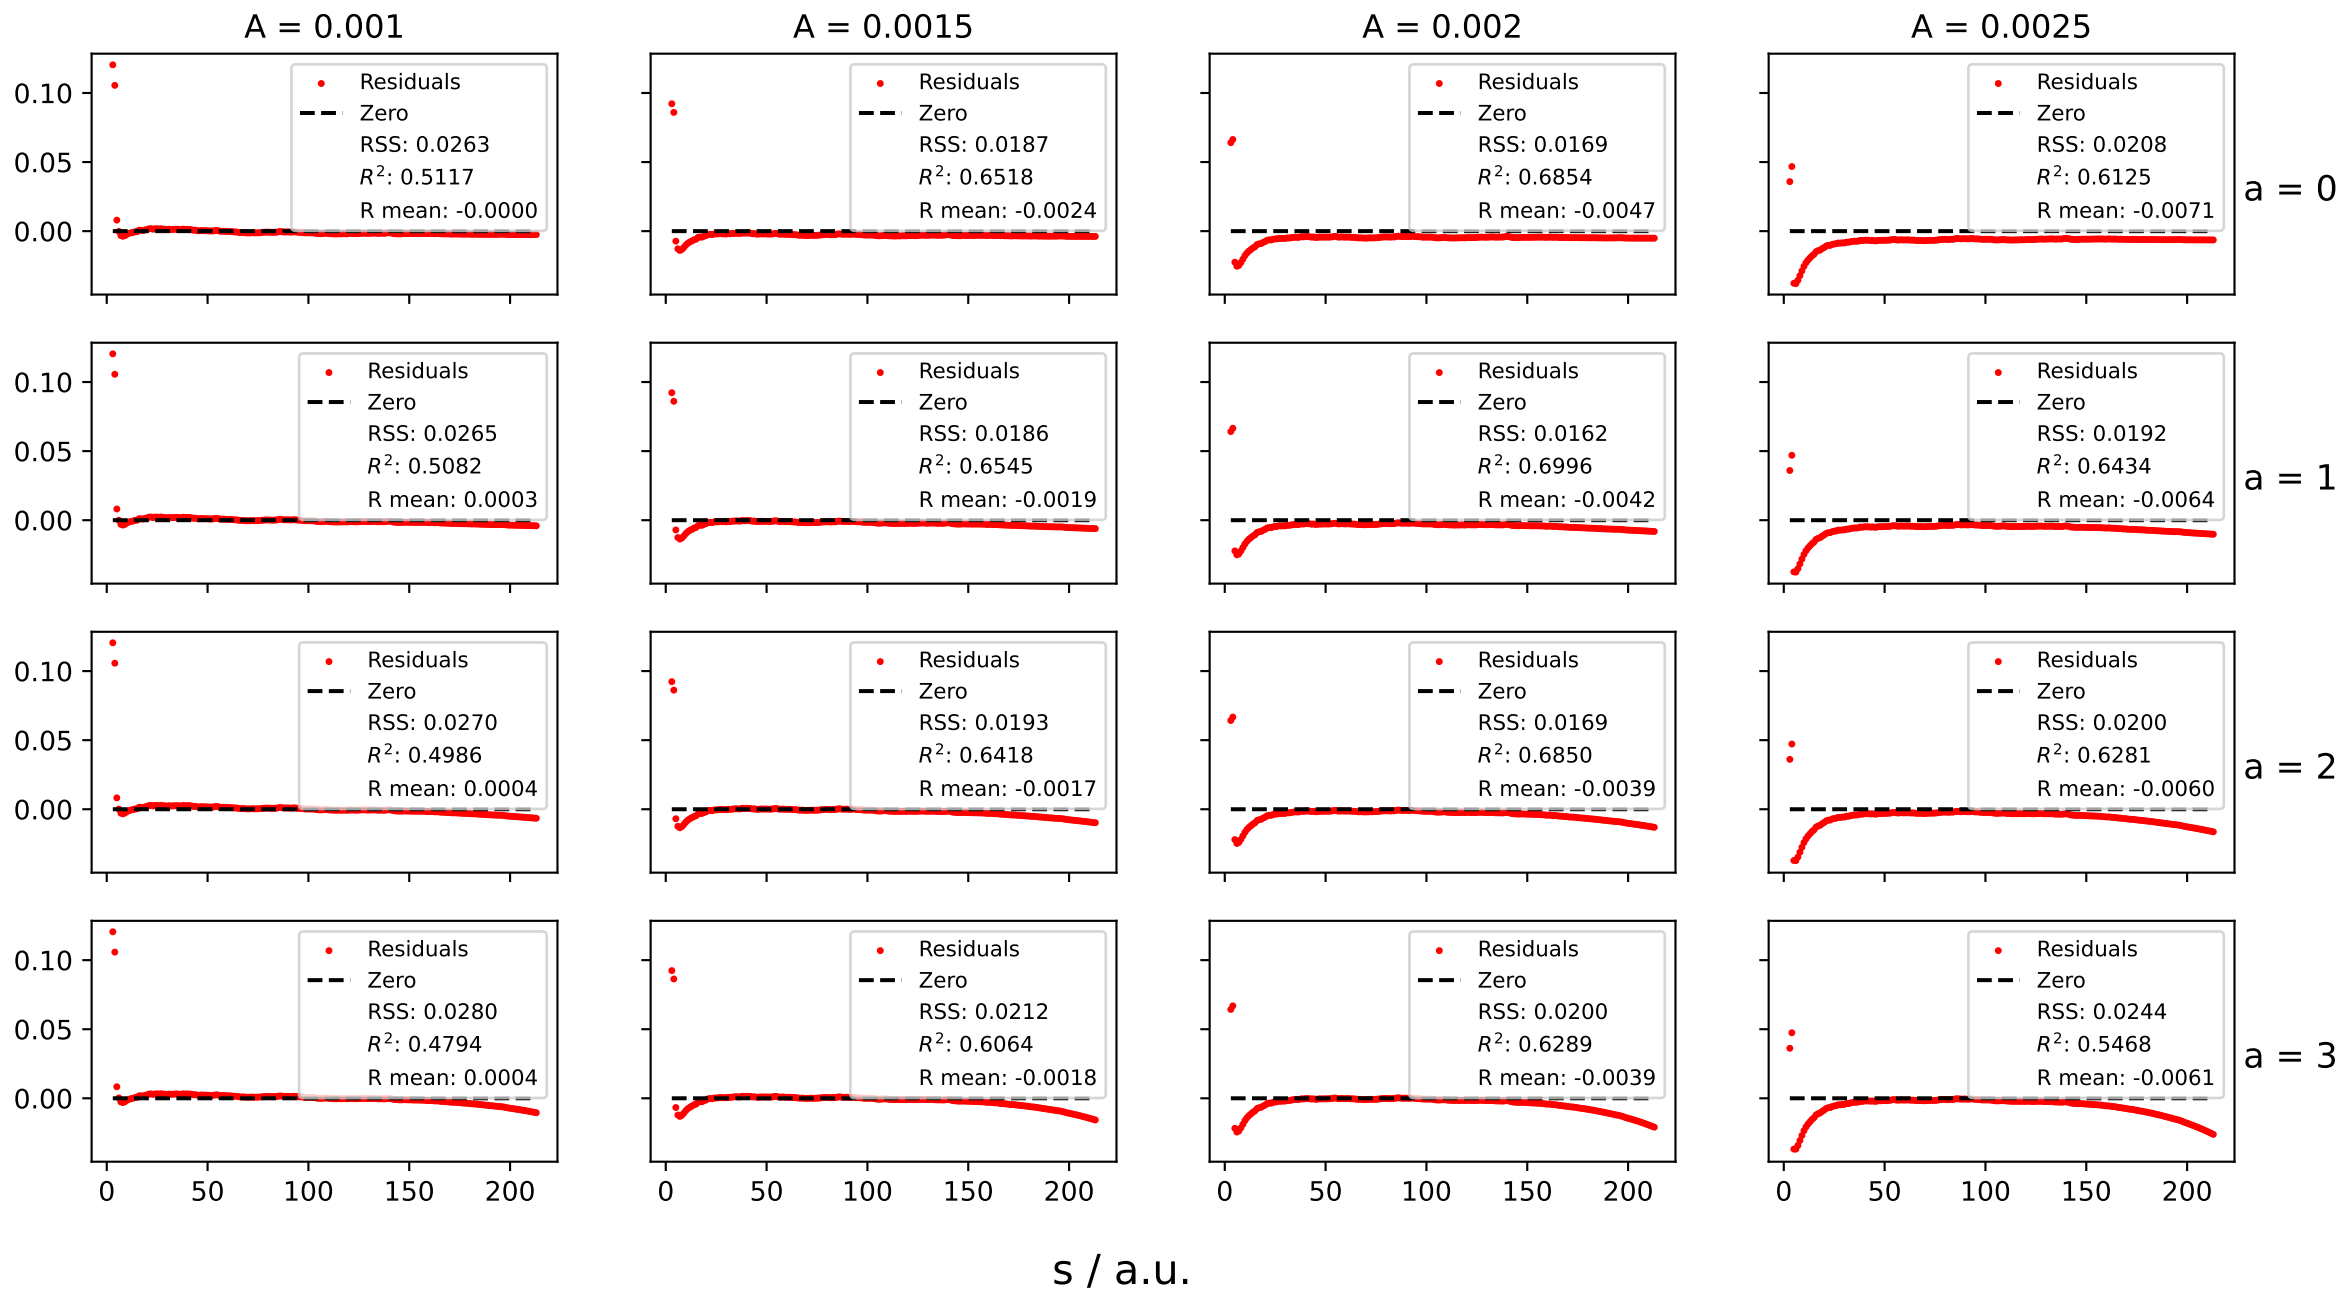 A = 0.001
A = 0.0015
A = 0.002
A = 0.0025
0.10
0.05
0.00
Residuals
Zero
RSS: 0.0263
R²: 0.5117
R mean: -0.0000
Residuals
Zero
RSS: 0.0187
R²: 0.6518
R mean: -0.0024
Residuals
Zero
RSS: 0.0169
R²: 0.6854
R mean: -0.0047
Residuals
Zero
RSS: 0.0208
R²: 0.6125
R mean: -0.0071
a = 0
0.10
0.05
0.00
Residuals
Zero
RSS: 0.0265
R²: 0.5082
R mean: 0.0003
Residuals
Zero
RSS: 0.0186
R²: 0.6545
R mean: -0.0019
Residuals
Zero
RSS: 0.0162
R²: 0.6996
R mean: -0.0042
Residuals
Zero
RSS: 0.0192
R²: 0.6434
R mean: -0.0064
a = 1
0.10
0.05
0.00
Residuals
Zero
RSS: 0.0270
R²: 0.4986
R mean: 0.0004
Residuals
Zero
RSS: 0.0193
R²: 0.6418
R mean: -0.0017
Residuals
Zero
RSS: 0.0169
R²: 0.6850
R mean: -0.0039
Residuals
Zero
RSS: 0.0200
R²: 0.6281
R mean: -0.0060
a = 2
0.10
0.05
0.00
Residuals
Zero
RSS: 0.0280
R²: 0.4794
R mean: 0.0004
Residuals
Zero
RSS: 0.0212
R²: 0.6064
R mean: -0.0018
Residuals
Zero
RSS: 0.0200
R²: 0.6289
R mean: -0.0039
Residuals
Zero
RSS: 0.0244
R²: 0.5468
R mean: -0.0061
a = 3
0 50 100 150 200
0 50 100 150 200
0 50 100 150 200
0 50 100 150 200
s / a.u.